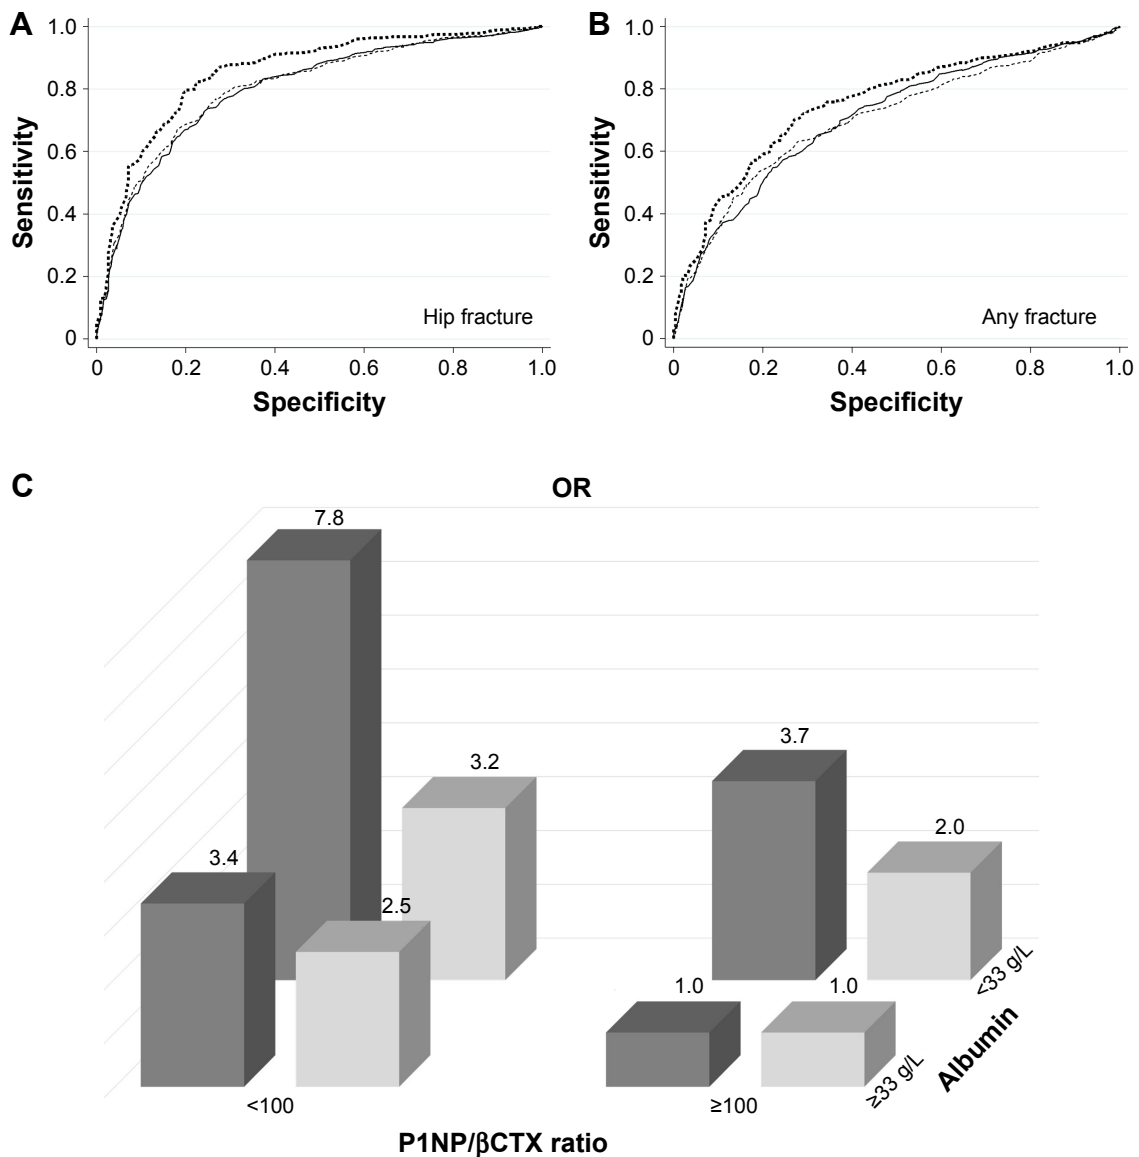 A
1.0
0.8
0.6
0.4
0.2
0
Sensitivity
Hip fracture
0 0.2 0.4 0.6 0.8 1.0
Specificity
B
1.0
0.8
0.6
0.4
0.2
0
Sensitivity
Any fracture
0 0.2 0.4 0.6 0.8 1.0
Specificity
C
OR
7.8
3.2
3.7
3.4
2.0
2.5
1.0 1.0
<33 g/L
≥33 g/L
Albumin
<100 ≥100
P1NP/βCTX ratio